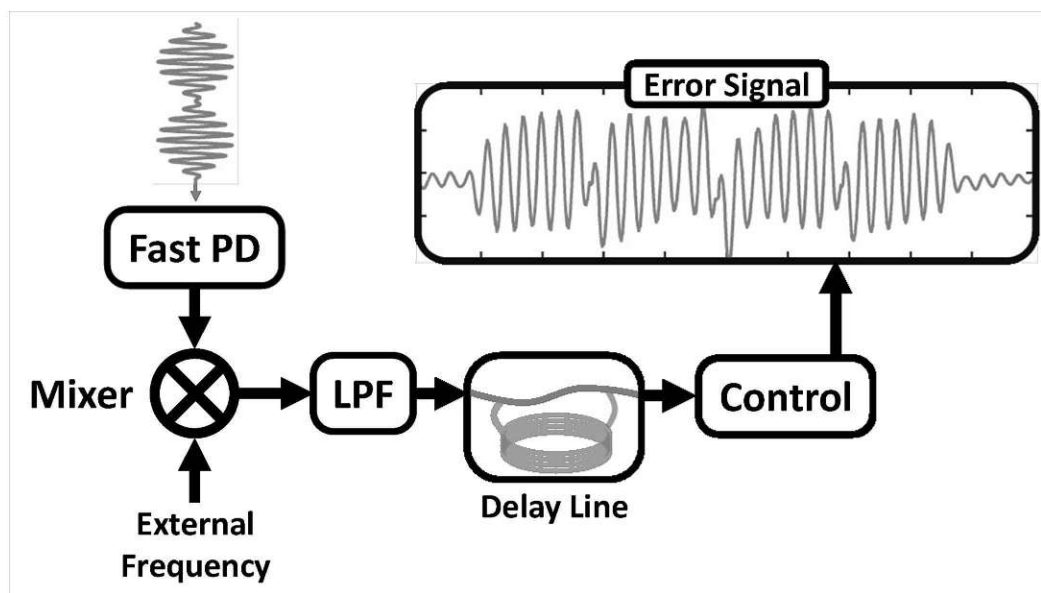 Error Signal
Fast PD
Mixer
LPF
Control
Delay Line
External
Frequency